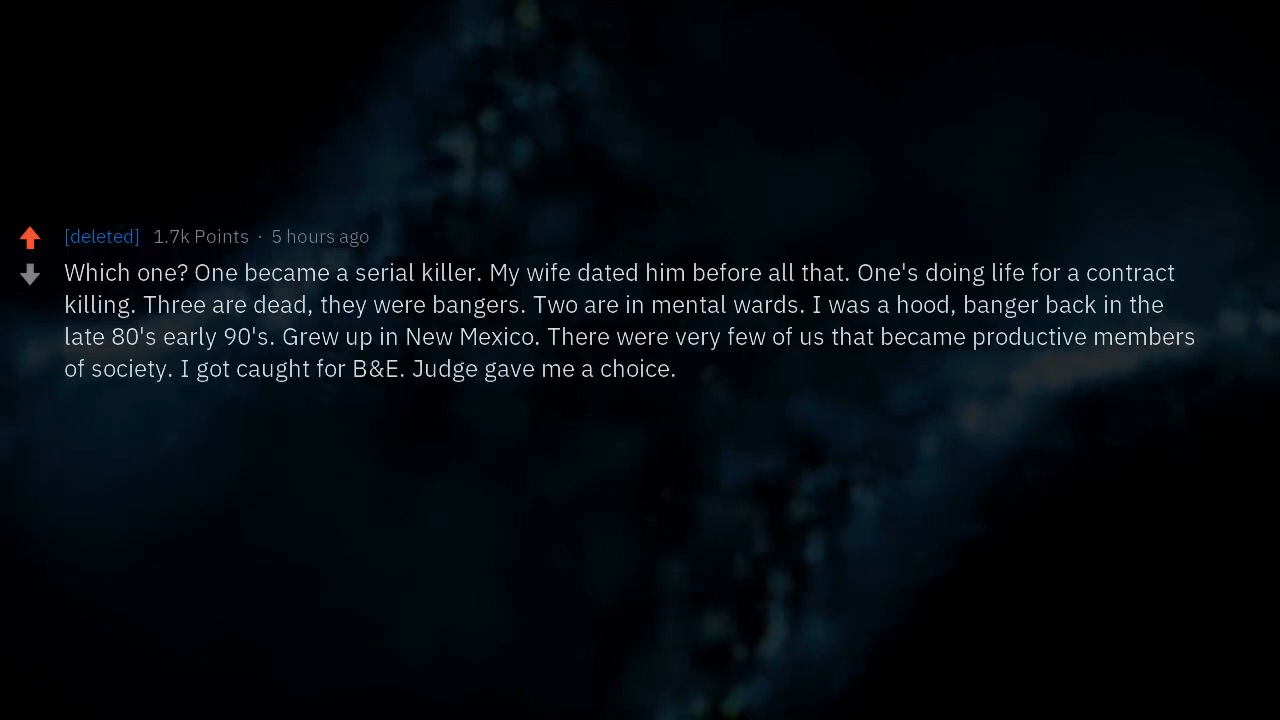 [deleted] 1.7k Points · 5 hours ago
Which one? One became a serial killer. My wife dated him before all that. One's doing life for a contract
killing. Three are dead, they were bangers. Two are in mental wards. I was a hood, banger back in the
late 80's early 90's. Grew up in New Mexico. There were very few of us that became productive members
of society. I got caught for B&E. Judge gave me a choice.